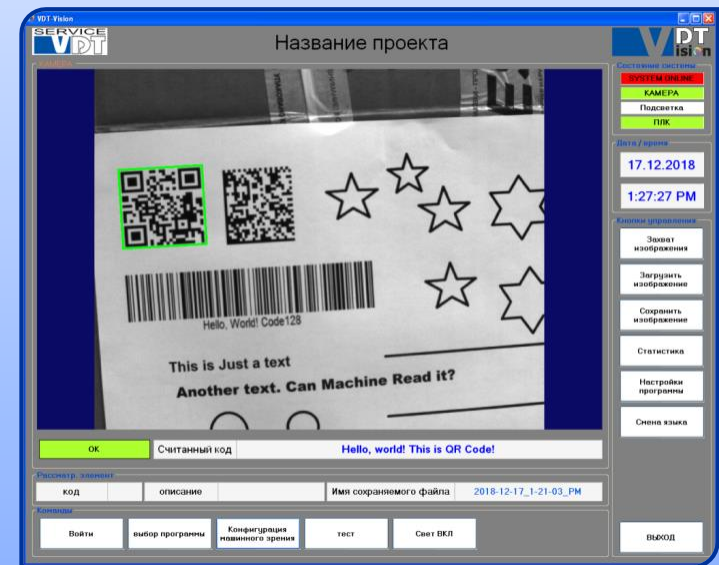 VDT-Vision
SERVICE
VDT
Название проекта
VDT
Vision
КАМЕРА
Hello, World! Code128
This is Just a text
Another text. Can Machine Read it?
OK
Считанный код
Hello, world! This is QR Code!
Рассматр. элемент
код
описание
Имя сохраняемого файла
2018-12-17_1-21-03_PM
Команды
Войти
выбор программы
Конфигурация
машинного зрения
тест
Свет ВКЛ
Состояние системы
SYSTEM ONLINE
КАМЕРА
Подсветка
ПЛК
Дата / время
17.12.2018
1:27:27 PM
Кнопки управления
Захват
изображения
Загрузить
изображение
Сохранить
изображение
Статистика
Настройки
программы
Смена языка
ВЫХОД